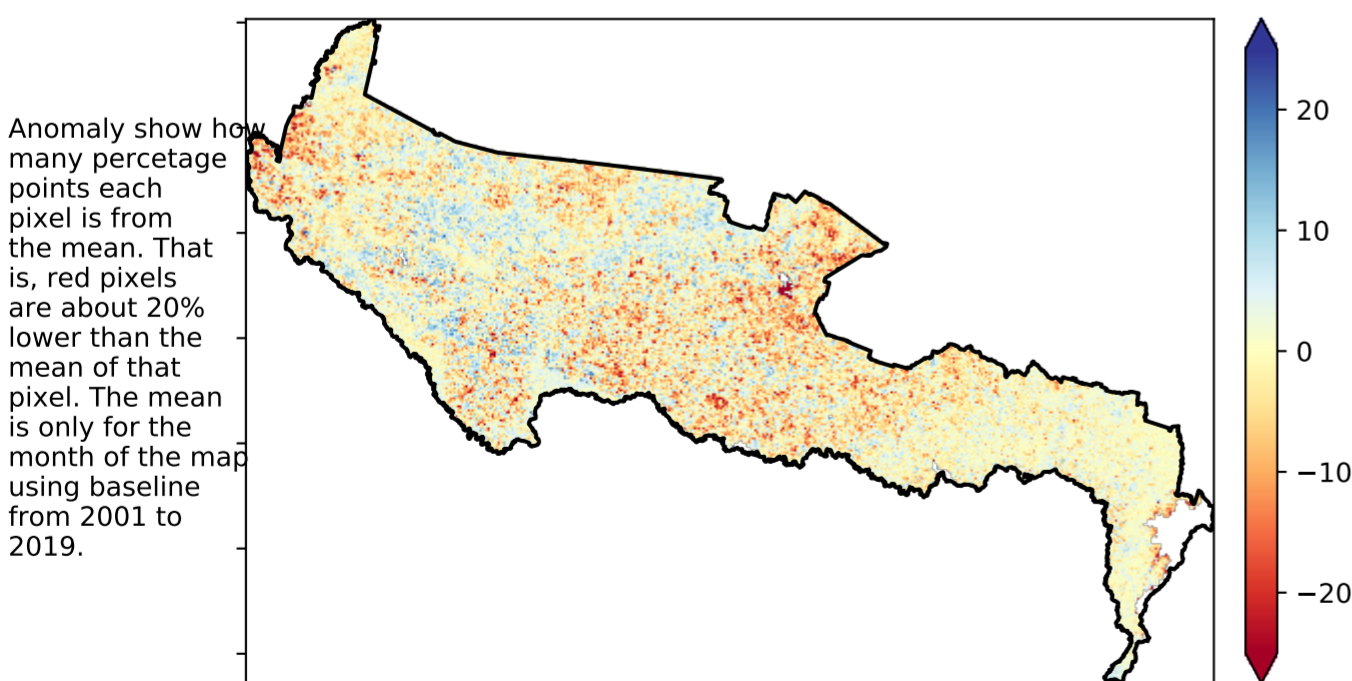 Anomaly show how
many percetage
points each
pixel is from
the mean. That
is, red pixels
are about 20%
lower than the
mean of that
pixel. The mean
is only for the
month of the map
using baseline
from 2001 to
2019.
20
10
0
−10
−20